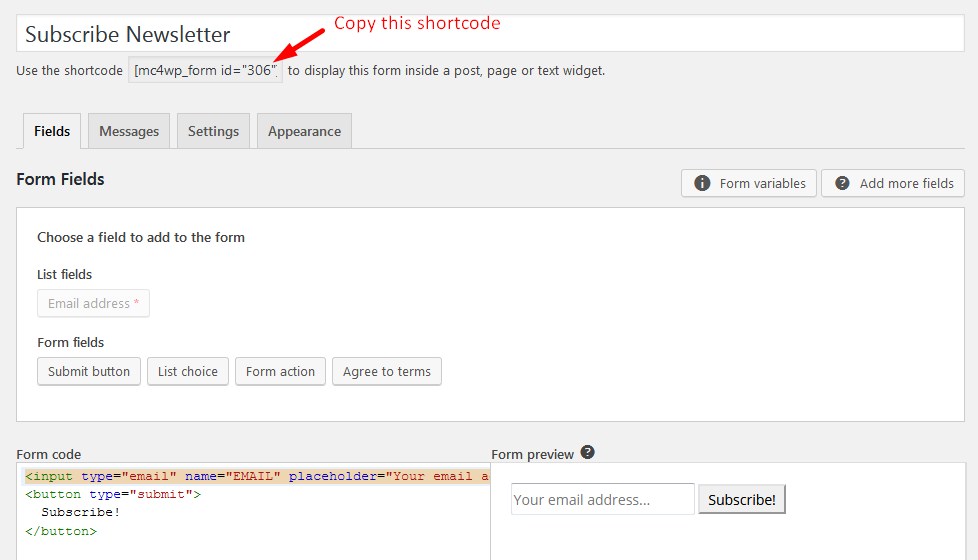 Copy this shortcode
Subscribe Newsletter
Use the shortcode [mc4wp_form id="306" to display this form inside a post, page or text widget.
Fields Messages Settings Appearance
Form Fields
Form variables Add more fields
Choose a field to add to the form
List fields
Email address *
Form fields
Submit button List choice Form action Agree to terms
Form code
Form preview ?
<input type="email" name="EMAIL" placeholder="Your email a
<button type="submit">
Subscribe!
</button>
Your email address... Subscribe!